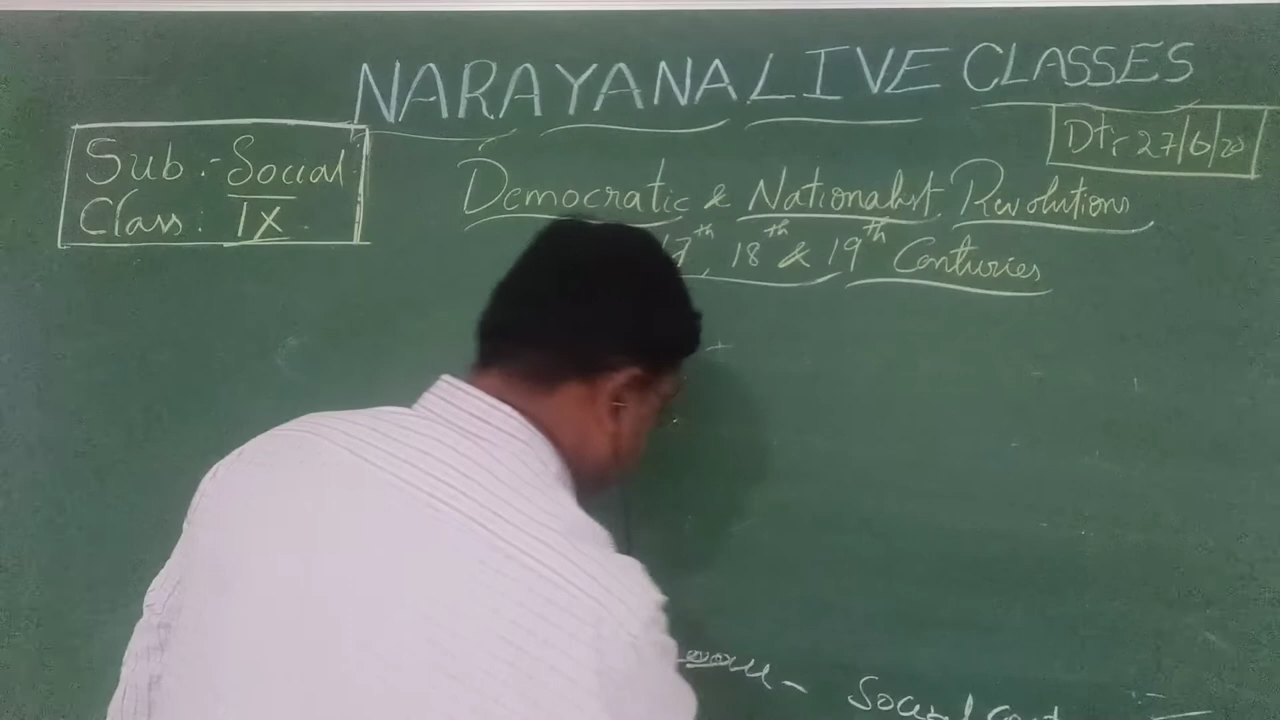 NARAYANA LIVE CLASSES
Sub.- Social
Class: IX
Dt: 27/6/20
Democratic & Nationalist Revolutions
17th, 18th & 19th Centuries
Social